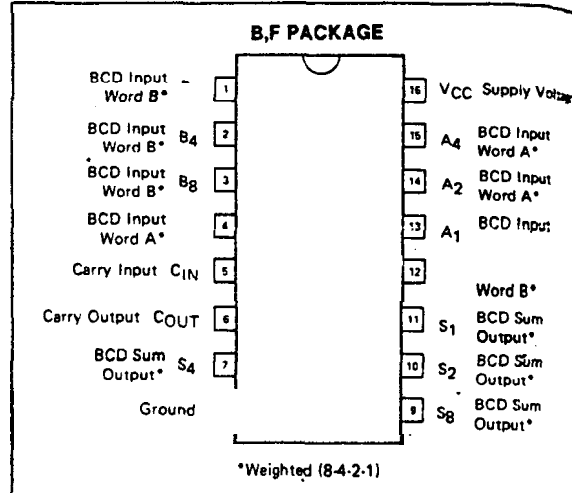 B,F PACKAGE
BCD Input
Word B*
1
BCD Input
Word B* B4
2
BCD Input
Word B* B8
3
BCD Input
Word A*
4
Carry Input CIN
5
Carry Output COUT
6
BCD Sum
Output* S4
7
Ground
16
VCC Supply Voltage
15
A4 BCD Input
Word A*
14
A2 BCD Input
Word A*
13
A1 BCD Input
12
Word B*
11
S1 BCD Sum
Output*
10
S2 BCD Sum
Output*
9
S8 BCD Sum
Output*
*Weighted (8-4-2-1)